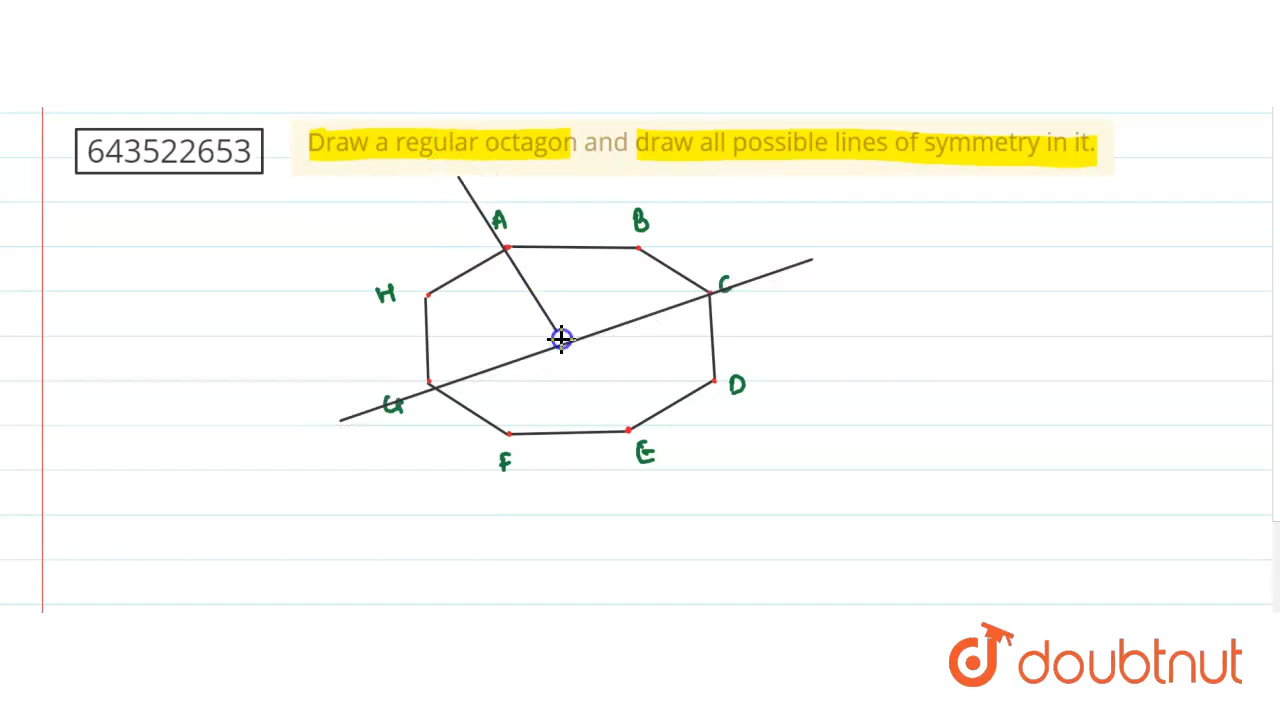 643522653
Draw a regular octagon and draw all possible lines of symmetry in it.
A B
H C
G D
F E
doubtnut